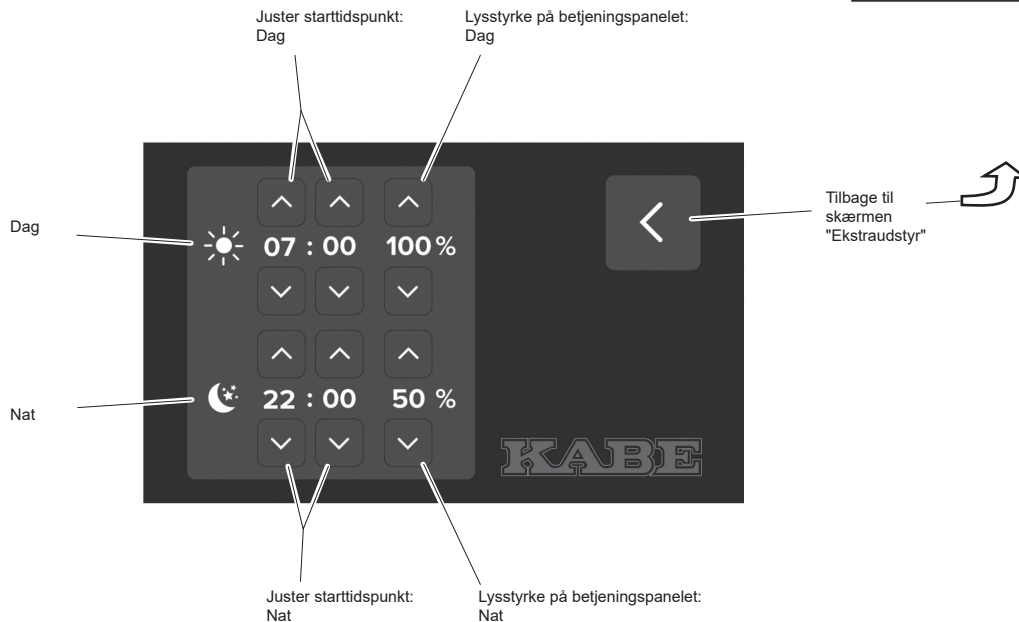 Juster starttidspunkt:
Dag
Lysstyrke på betjeningspanelet:
Dag
Dag
07 : 00 100 %
Tilbage til
skærmen
"Ekstraudstyr"
Nat
22 : 00 50 %
KABE
Juster starttidspunkt:
Nat
Lysstyrke på betjeningspanelet:
Nat